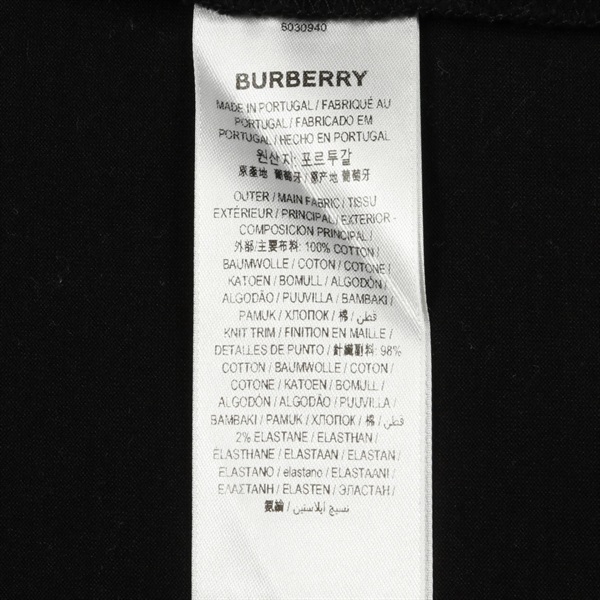 6030940
BURBERRY
MADE IN PORTUGAL / FABRIQUÉ AU
PORTUGAL / FABRICADO EM
PORTUGAL / HECHO EN PORTUGAL
원산지: 포르투갈
原產地 葡萄牙 / 原产地 葡萄牙
OUTER / MAIN FABRIC / TISSU
EXTÉRIEUR / PRINCIPAL / EXTERIOR -
COMPOSICION PRINCIPAL /
外部/主要布料: 100% COTTON /
BAUMWOLLE / COTON / COTONE /
KATOEN / BOMULL / ALGODÓN /
ALGODÃO / PUUVILLA / BAMBAKI /
PAMUK / ХЛОПОК / 棉 / قطن /
KNIT TRIM / FINITION EN MAILLE /
DETALLES DE PUNTO / 針織副料: 98%
COTTON / BAUMWOLLE / COTON /
COTONE / KATOEN / BOMULL /
ALGODÓN / ALGODÃO / PUUVILLA /
BAMBAKI / PAMUK / ХЛОПОК / 棉 / قطن /
2% ELASTANE / ELASTHAN /
ÉLASTHANE / ELASTAAN / ELASTAN /
ELASTANO / elastano / ELASTAANI /
ΕΛΑΣΤΑΝΗ / ELASTEN / ЭЛАСТАН /
氨綸 / نسيج إيلاستين /